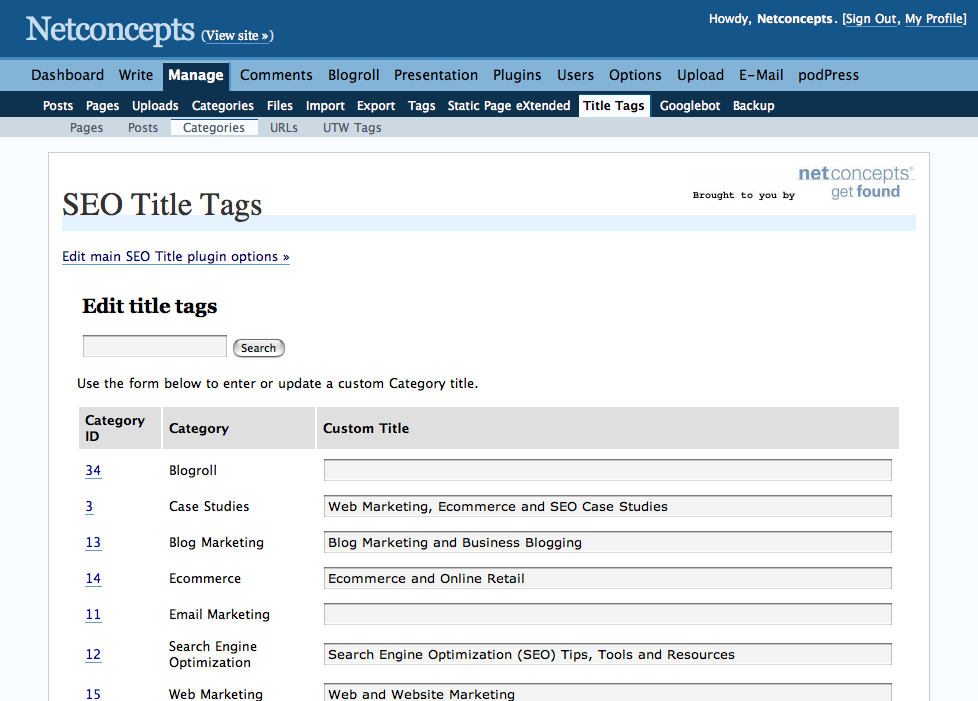 Netconcepts (View site »)
Howdy, Netconcepts. [Sign Out, My Profile]
Dashboard Write Manage Comments Blogroll Presentation Plugins Users Options Upload E-Mail podPress
Posts Pages Uploads Categories Files Import Export Tags Static Page eXtended Title Tags Googlebot Backup
Pages Posts Categories URLs UTW Tags
SEO Title Tags
Brought to you by
netconcepts®
get found
Edit main SEO Title plugin options »
Edit title tags
Search
Use the form below to enter or update a custom Category title.
Category
ID
Category
Custom Title
34 Blogroll
3 Case Studies Web Marketing, Ecommerce and SEO Case Studies
13 Blog Marketing Blog Marketing and Business Blogging
14 Ecommerce Ecommerce and Online Retail
11 Email Marketing
12
Search Engine
Optimization
Search Engine Optimization (SEO) Tips, Tools and Resources
15 Web Marketing Web and Website Marketing